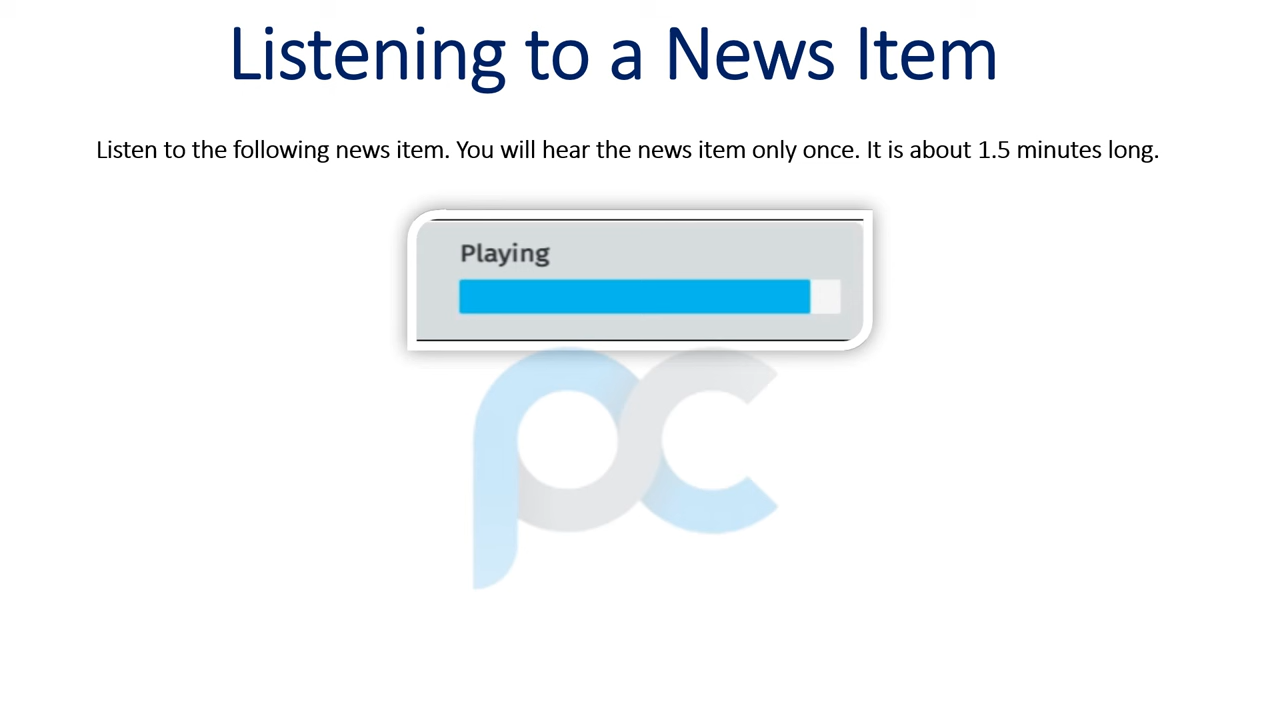 Listening to a News Item
Listen to the following news item. You will hear the news item only once. It is about 1.5 minutes long.
Playing
pc